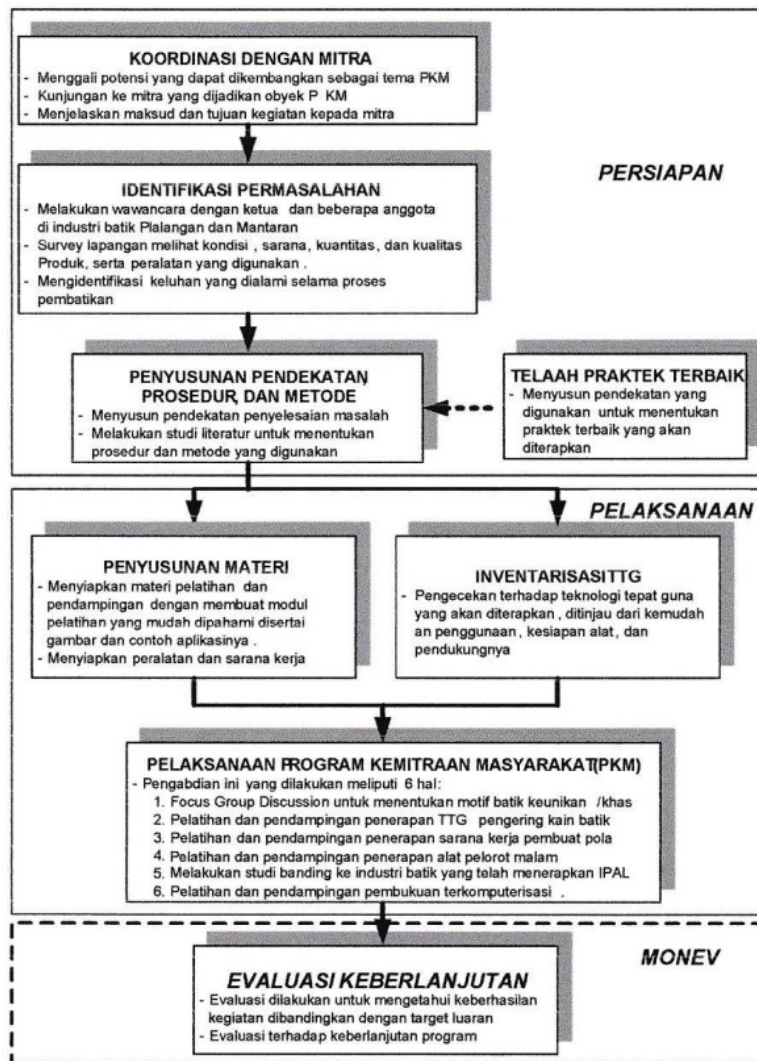 KOORDINASI DENGAN MITRA
- Menggali potensi yang dapat dikembangkan sebagai tema PKM
- Kunjungan ke mitra yang dijadikan obyek P KM
- Menjelaskan maksud dan tujuan kegiatan kepada mitra
PERSIAPAN
IDENTIFIKASI PERMASALAHAN
- Melakukan wawancara dengan ketua dan beberapa anggota
di industri batik Plalangan dan Mantaran
- Survey lapangan melihat kondisi , sarana, kuantitas, dan kualitas
Produk, serta peralatan yang digunakan .
- Mengidentifikasi keluhan yang dialami selama proses
pembatikan
PENYUSUNAN PENDEKATAN,
PROSEDUR, DAN METODE
- Menyusun pendekatan penyelesaian masalah
- Melakukan studi literatur untuk menentukan
prosedur dan metode yang digunakan
TELAAH PRAKTEK TERBAIK
- Menyusun pendekatan yang
digunakan untuk menentukan
praktek terbaik yang akan
diterapkan
PELAKSANAAN
PENYUSUNAN MATERI
- Menyiapkan materi pelatihan dan
pendampingan dengan membuat modul
pelatihan yang mudah dipahami disertai
gambar dan contoh aplikasinya .
- Menyiapkan peralatan dan sarana kerja
INVENTARISASI TTG
- Pengecekan terhadap teknologi tepat guna
yang akan diterapkan , ditinjau dari kemudah
an penggunaan , kesiapan alat , dan
pendukungnya
PELAKSANAAN PROGRAM KEMITRAAN MASYARAKAT(PKM)
- Pengabdian ini yang dilakukan meliputi 6 hal:
1. Focus Group Discussion untuk menentukan motif batik keunikan /khas
2. Pelatihan dan pendampingan penerapan TTG pengering kain batik
3. Pelatihan dan pendampingan penerapan sarana kerja pembuat pola
4. Pelatihan dan pendampingan penerapan alat pelorot malam
5. Melakukan studi banding ke industri batik yang telah menerapkan IPAL
6. Pelatihan dan pendampingan pembukuan terkomputerisasi .
MONEV
EVALUASI KEBERLANJUTAN
- Evaluasi dilakukan untuk mengetahui keberhasilan
kegiatan dibandingkan dengan target luaran
- Evaluasi terhadap keberlanjutan program